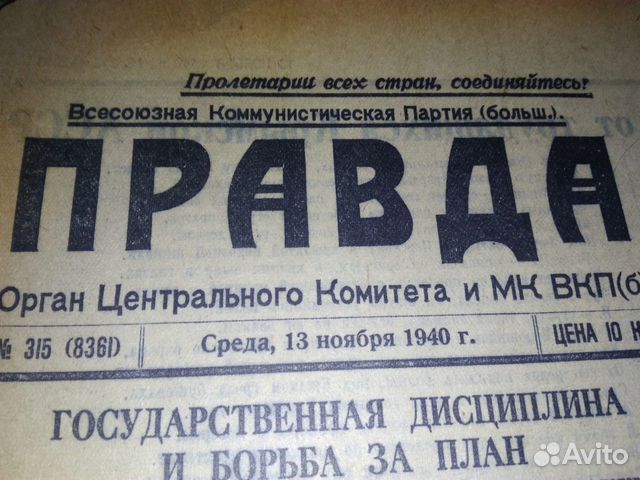 Пролетарии всех стран, соединяйтесь!
Всесоюзная Коммунистическая Партия (больш.).
ПРАВДА
Орган Центрального Комитета и МК ВКП(б
№ 315 (8361) Среда, 13 ноября 1940 г. ЦЕНА 10 К
ГОСУДАРСТВЕННАЯ ДИСЦИПЛИНА
И БОРЬБА ЗА ПЛАН
Avito